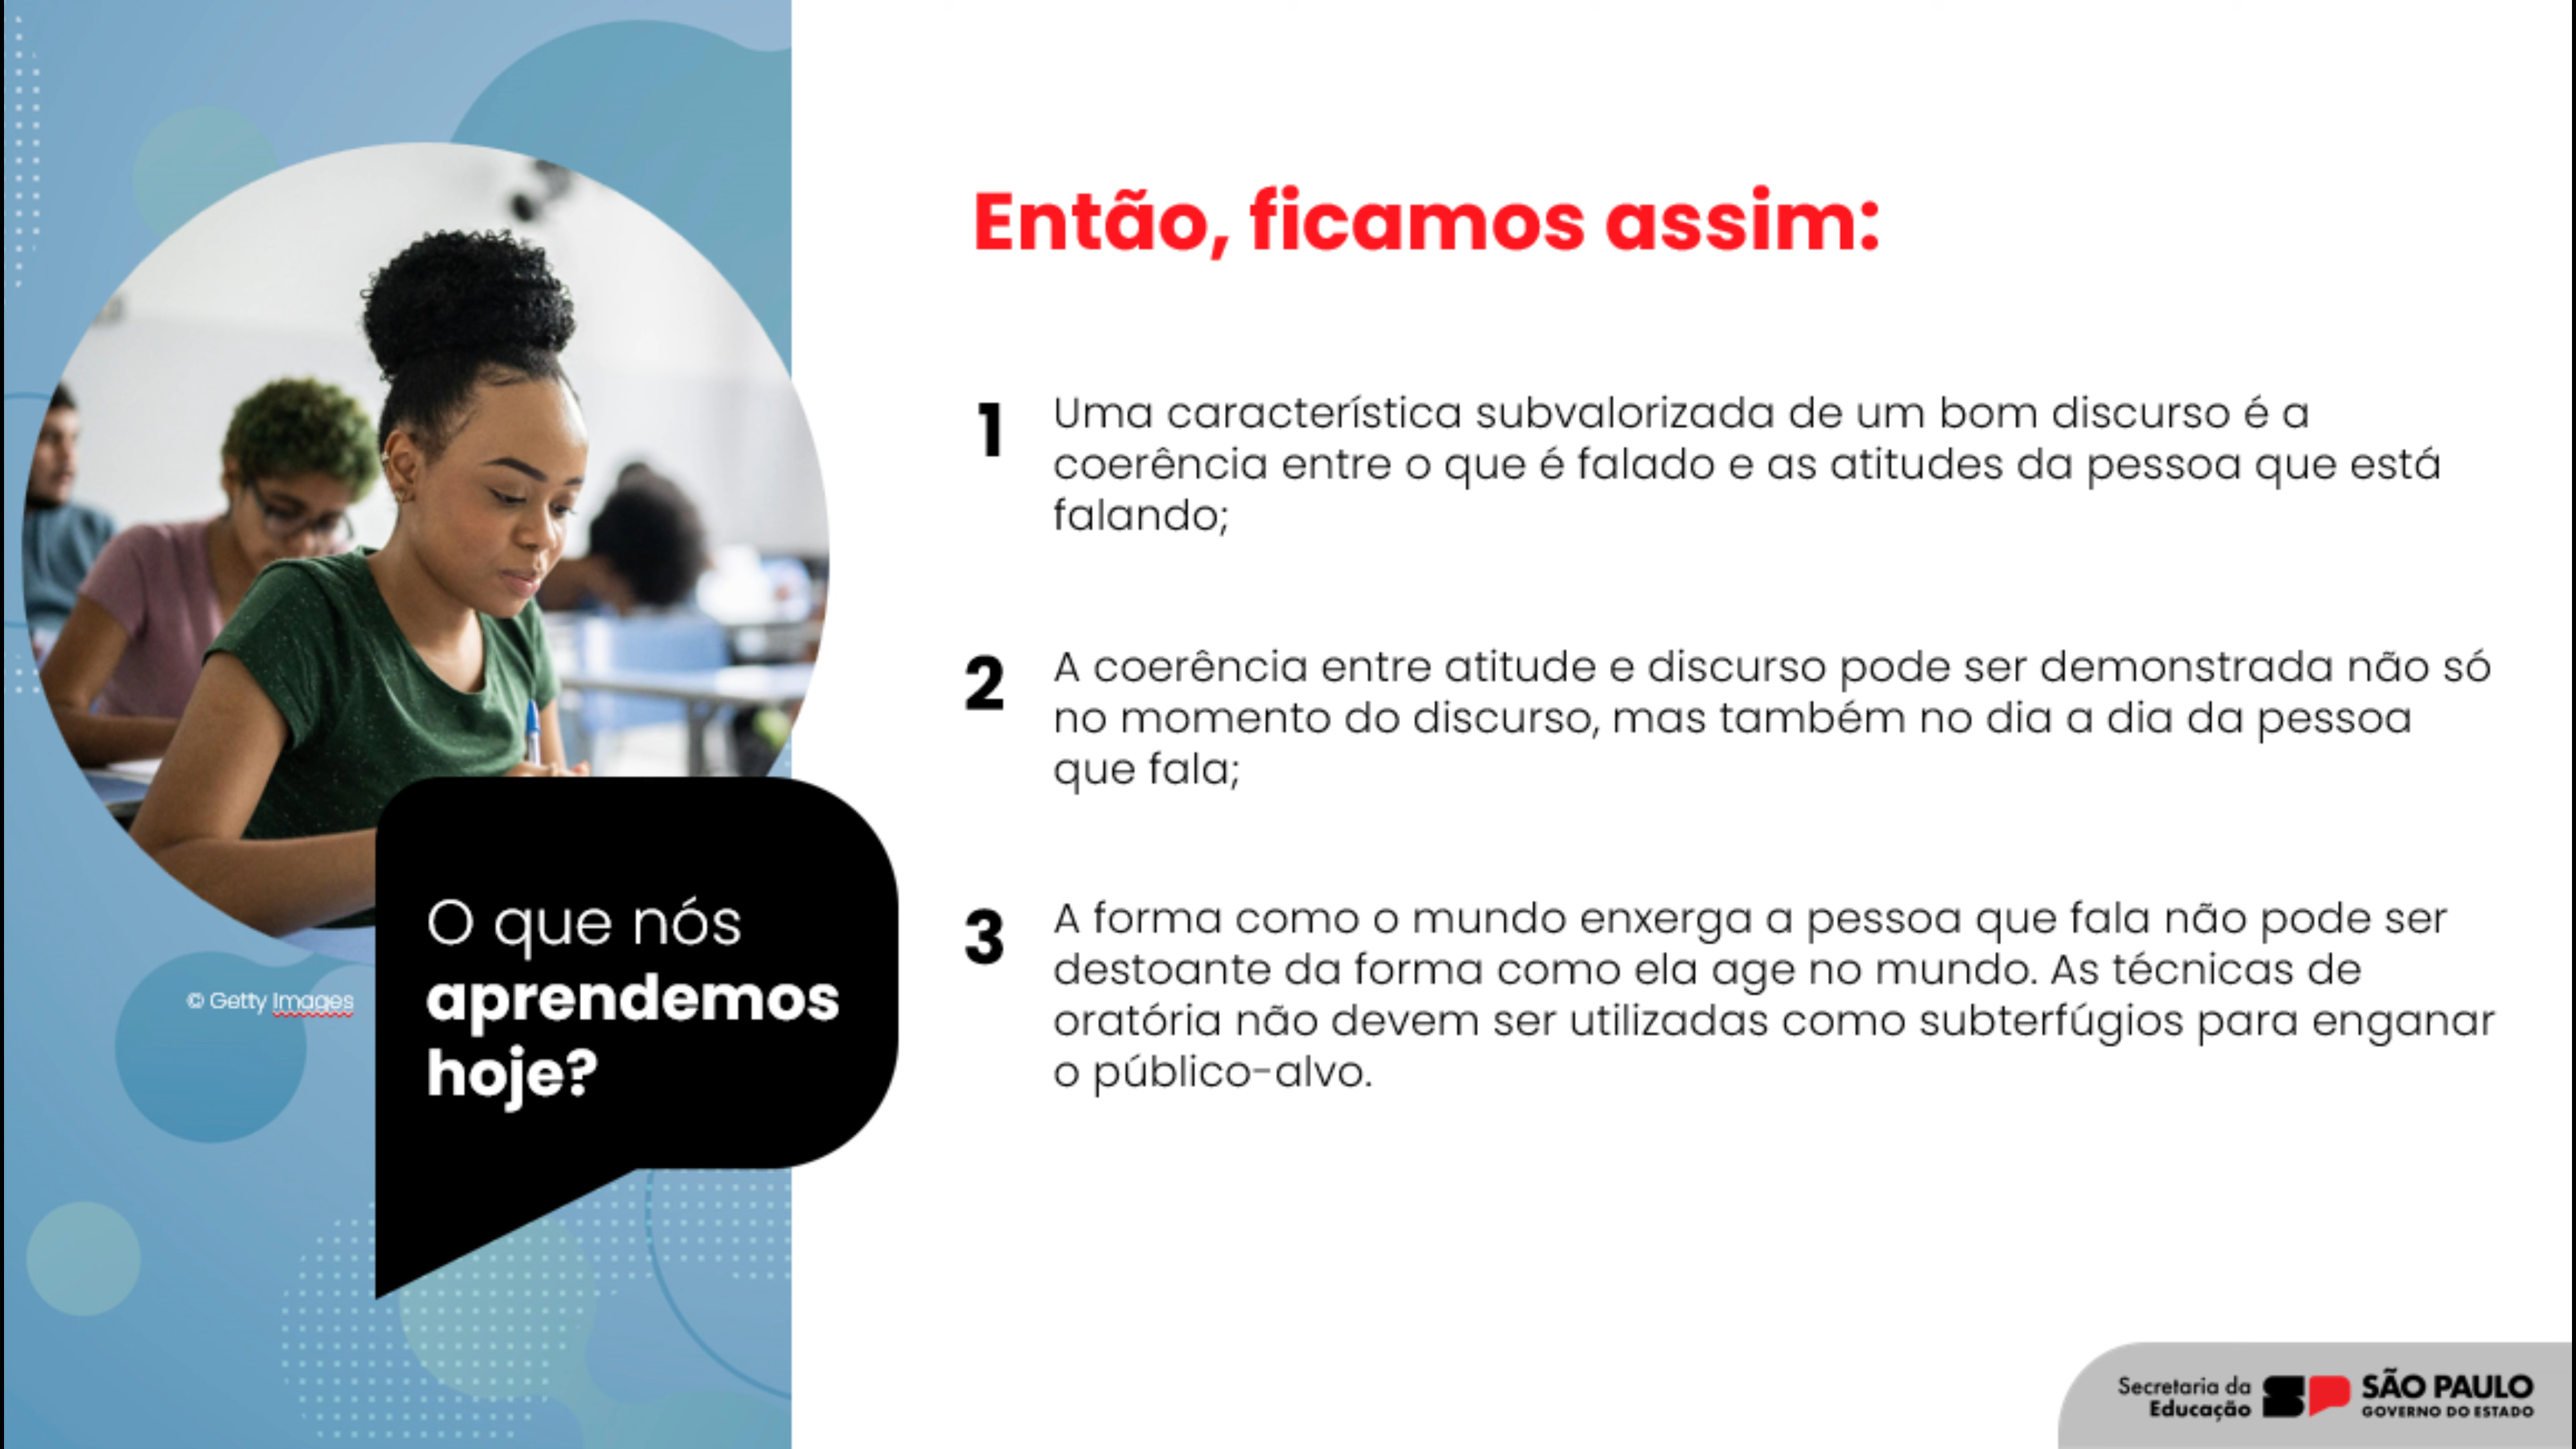 Então, ficamos assim:
1
Uma característica subvalorizada de um bom discurso é a
coerência entre o que é falado e as atitudes da pessoa que está
falando;
2
A coerência entre atitude e discurso pode ser demonstrada não só
no momento do discurso, mas também no dia a dia da pessoa
que fala;
3
A forma como o mundo enxerga a pessoa que fala não pode ser
destoante da forma como ela age no mundo. As técnicas de
oratória não devem ser utilizadas como subterfúgios para enganar
o público-alvo.
© Getty Images
O que nós
aprendemos
hoje?
Secretaria da
Educação
SÃO PAULO
GOVERNO DO ESTADO